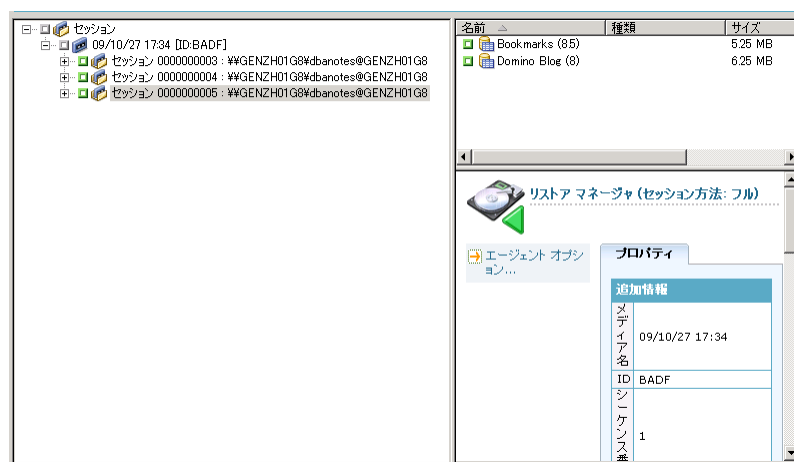 セッション
09/10/27 17:34 [ID:BADF]
セッション 0000000003 : ¥¥GENZH01G8¥dbanotes@GENZH01G8
セッション 0000000004 : ¥¥GENZH01G8¥dbanotes@GENZH01G8
セッション 0000000005 : ¥¥GENZH01G8¥dbanotes@GENZH01G8
名前 種類 サイズ
Bookmarks (8.5) 5.25 MB
Domino Blog (8) 6.25 MB
リストア マネージャ (セッション方法: フル)
エージェント オプシ
ョン...
プロパティ
追加情報
メディア名 09/10/27 17:34
ID BADF
シーケンス番 1